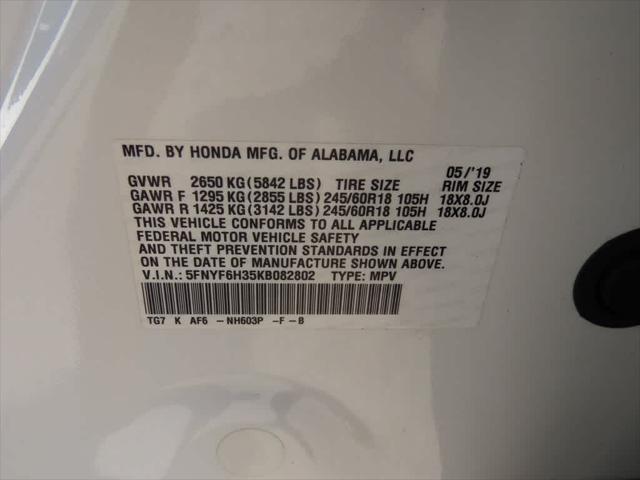 MFD. BY HONDA MFG. OF ALABAMA, LLC
05/'19
GVWR 2650 KG(5842 LBS) TIRE SIZE RIM SIZE
GAWR F 1295 KG(2855 LBS)245/60R18 105H 18X8.0J
GAWR R 1425 KG(3142 LBS)245/60R18 105H 18X8.0J
THIS VEHICLE CONFORMS TO ALL APPLICABLE
FEDERAL MOTOR VEHICLE SAFETY
AND THEFT PREVENTION STANDARDS IN EFFECT
ON THE DATE OF MANUFACTURE SHOWN ABOVE.
V.I.N.: 5FNYF6H35KB082802 TYPE: MPV
TG7 K AF6 -NH603P -F-B